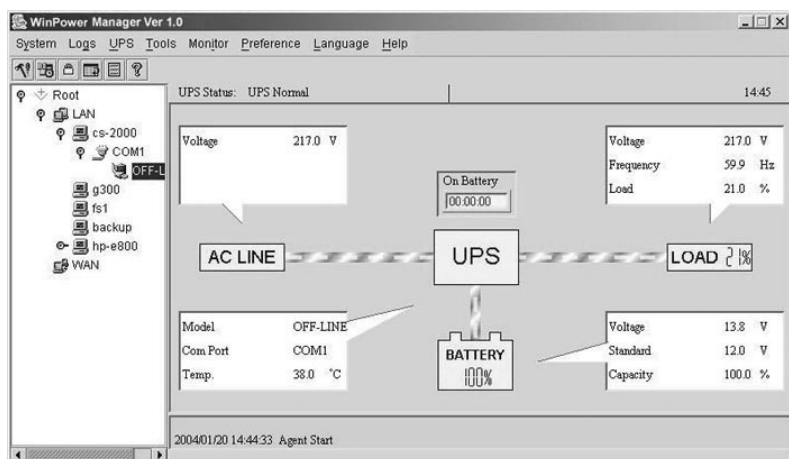 WinPower Manager Ver 1.0
System Logs UPS Tools Monitor Preference Language Help
UPS Status: UPS Normal 14:45
Root
LAN
cs-2000
COM1
OFF-L
g300
fs1
backup
hp-e800
WAN
Voltage 217.0 V
On Battery
00:00:00
Voltage 217.0 V
Frequency 59.9 Hz
Load 21.0 %
AC LINE UPS LOAD 21%
Model OFF-LINE
Com Port COM1
Temp. 38.0 °C
BATTERY
100%
Voltage 13.8 V
Standard 12.0 V
Capacity 100.0 %
2004/01/20 14:44:33 Agent Start